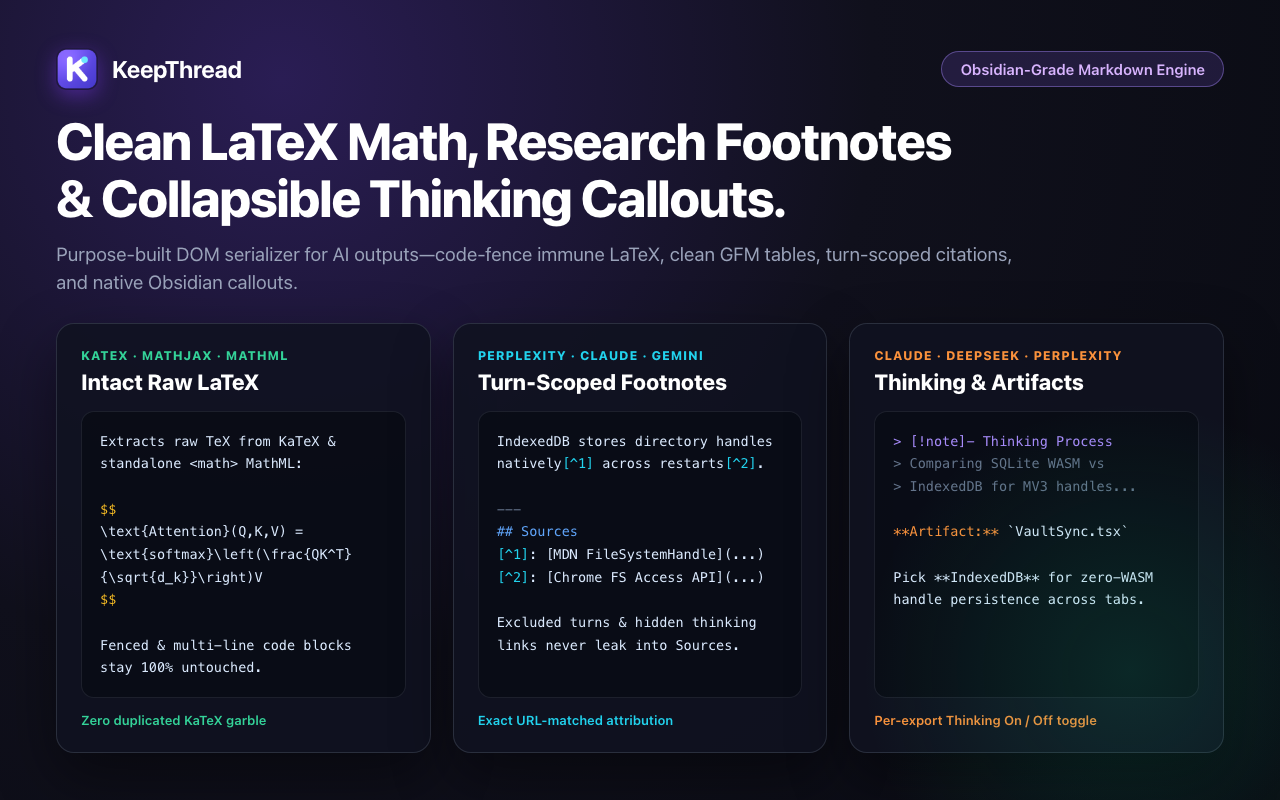 KeepThread
Obsidian-Grade Markdown Engine
Clean LaTeX Math, Research Footnotes
& Collapsible Thinking Callouts.
Purpose-built DOM serializer for AI outputs—code-fence immune LaTeX, clean GFM tables, turn-scoped citations,
and native Obsidian callouts.
KATEX · MATHJAX · MATHML
Intact Raw LaTeX
Extracts raw TeX from KaTeX &
standalone <math> MathML:
$$
\text{Attention}(Q,K,V) =
\text{softmax}\left(\frac{QK^T}
{\sqrt{d_k}}\right)V
$$
Fenced & multi-line code blocks
stay 100% untouched.
Zero duplicated KaTeX garble
PERPLEXITY · CLAUDE · GEMINI
Turn-Scoped Footnotes
IndexedDB stores directory handles
natively[^1] across restarts[^2].
---
## Sources
[^1]: [MDN FileSystemHandle](...)
[^2]: [Chrome FS Access API](...)
Excluded turns & hidden thinking
links never leak into Sources.
Exact URL-matched attribution
CLAUDE · DEEPSEEK · PERPLEXITY
Thinking & Artifacts
> [!note]- Thinking Process
> Comparing SQLite WASM vs
> IndexedDB for MV3 handles...
**Artifact:** `VaultSync.tsx`
Pick **IndexedDB** for zero-WASM
handle persistence across tabs.
Per-export Thinking On / Off toggle